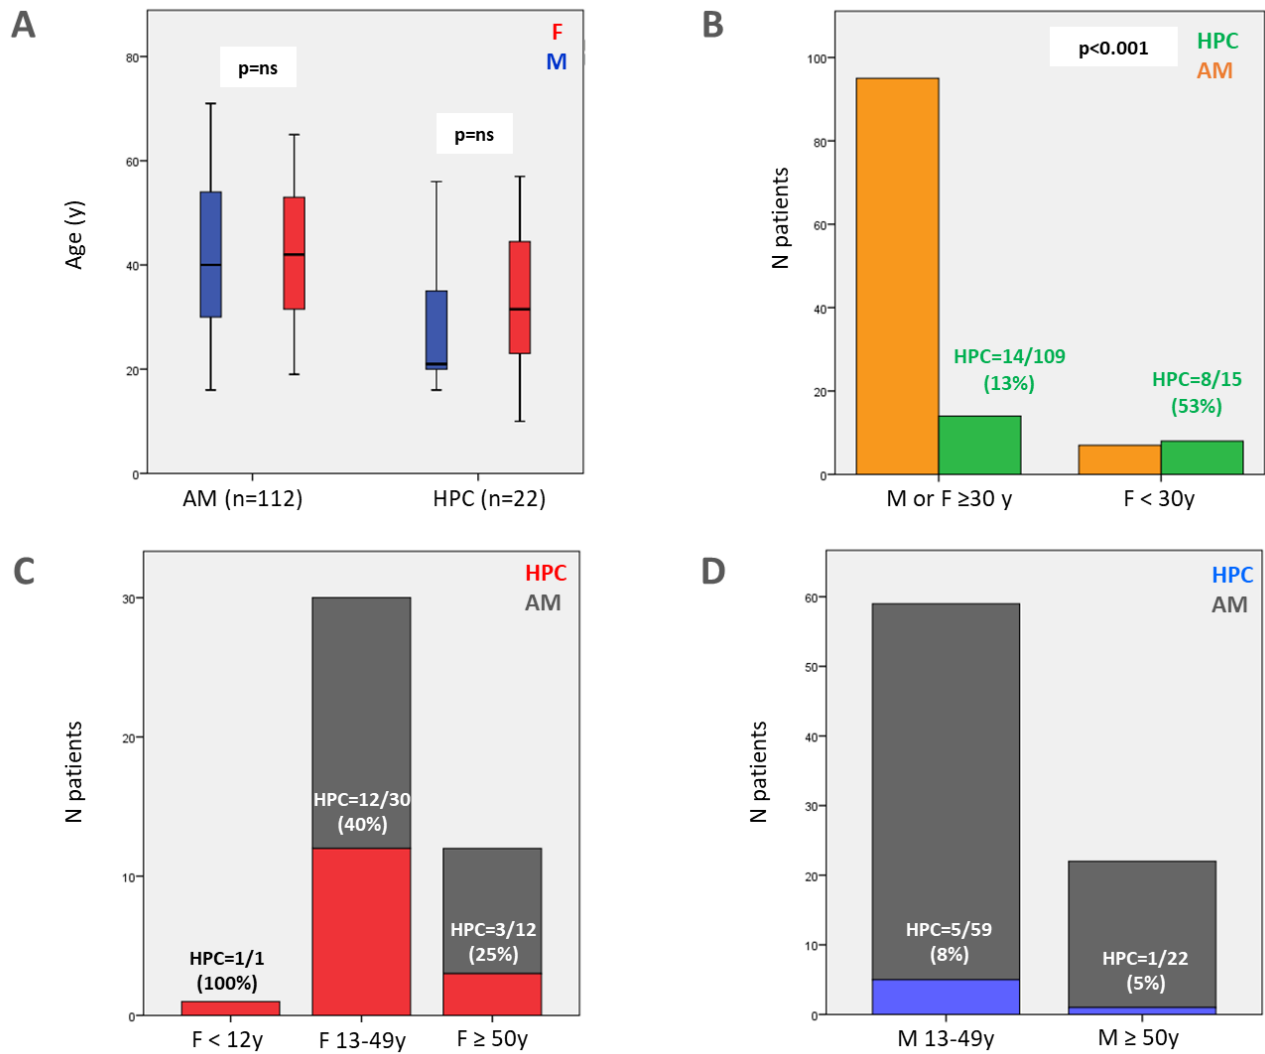 A
F
M
p=ns
p=ns
80
60
40
20
0
Age (y)
AM (n=112)
HPC (n=22)
B
HPC
AM
p<0.001
100
80
60
40
20
0
N patients
HPC=14/109
(13%)
HPC=8/15
(53%)
M or F ≥30 y
F < 30y
C
HPC
AM
30
20
10
0
N patients
HPC=1/1
(100%)
HPC=12/30
(40%)
HPC=3/12
(25%)
F < 12y
F 13-49y
F ≥ 50y
D
HPC
AM
60
50
40
30
20
10
0
N patients
HPC=5/59
(8%)
HPC=1/22
(5%)
M 13-49y
M ≥ 50y